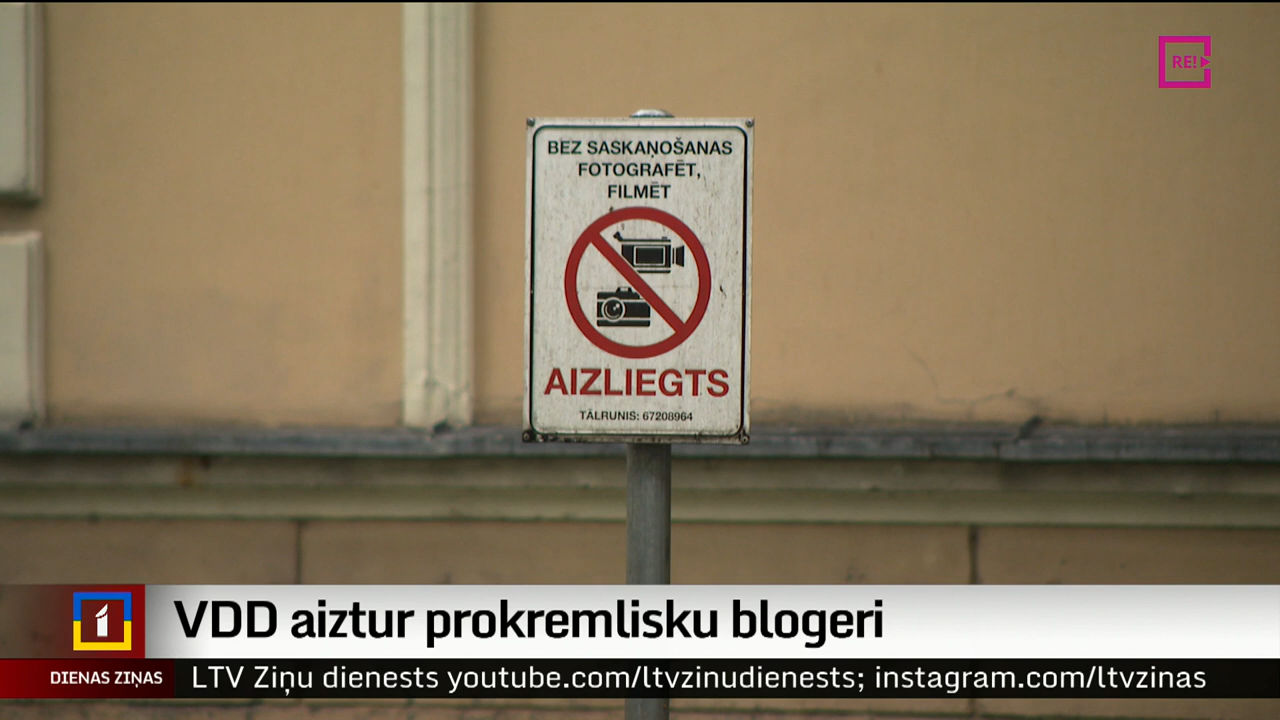 RE!
BEZ SASKAŅOŠANAS
FOTOGRAFĒT,
FILMĒT
AIZLIEGTS
TĀLRUNIS: 67208964
1
VDD aiztur prokremlisku blogeri
DIENAS ZIŅAS
LTV Ziņu dienests youtube.com/ltvzinudienests; instagram.com/ltvzinas